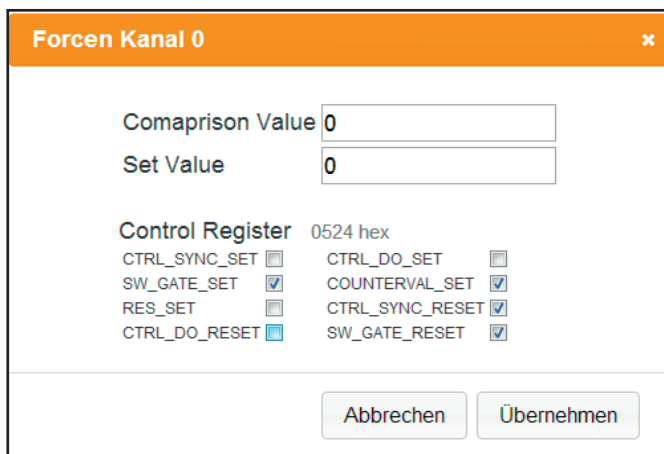 Forcen Kanal 0
Comaprison Value 0
Set Value 0
Control Register 0524 hex
CTRL_SYNC_SET CTRL_DO_SET
SW_GATE_SET COUNTERVAL_SET
RES_SET CTRL_SYNC_RESET
CTRL_DO_RESET SW_GATE_RESET
Abbrechen Übernehmen